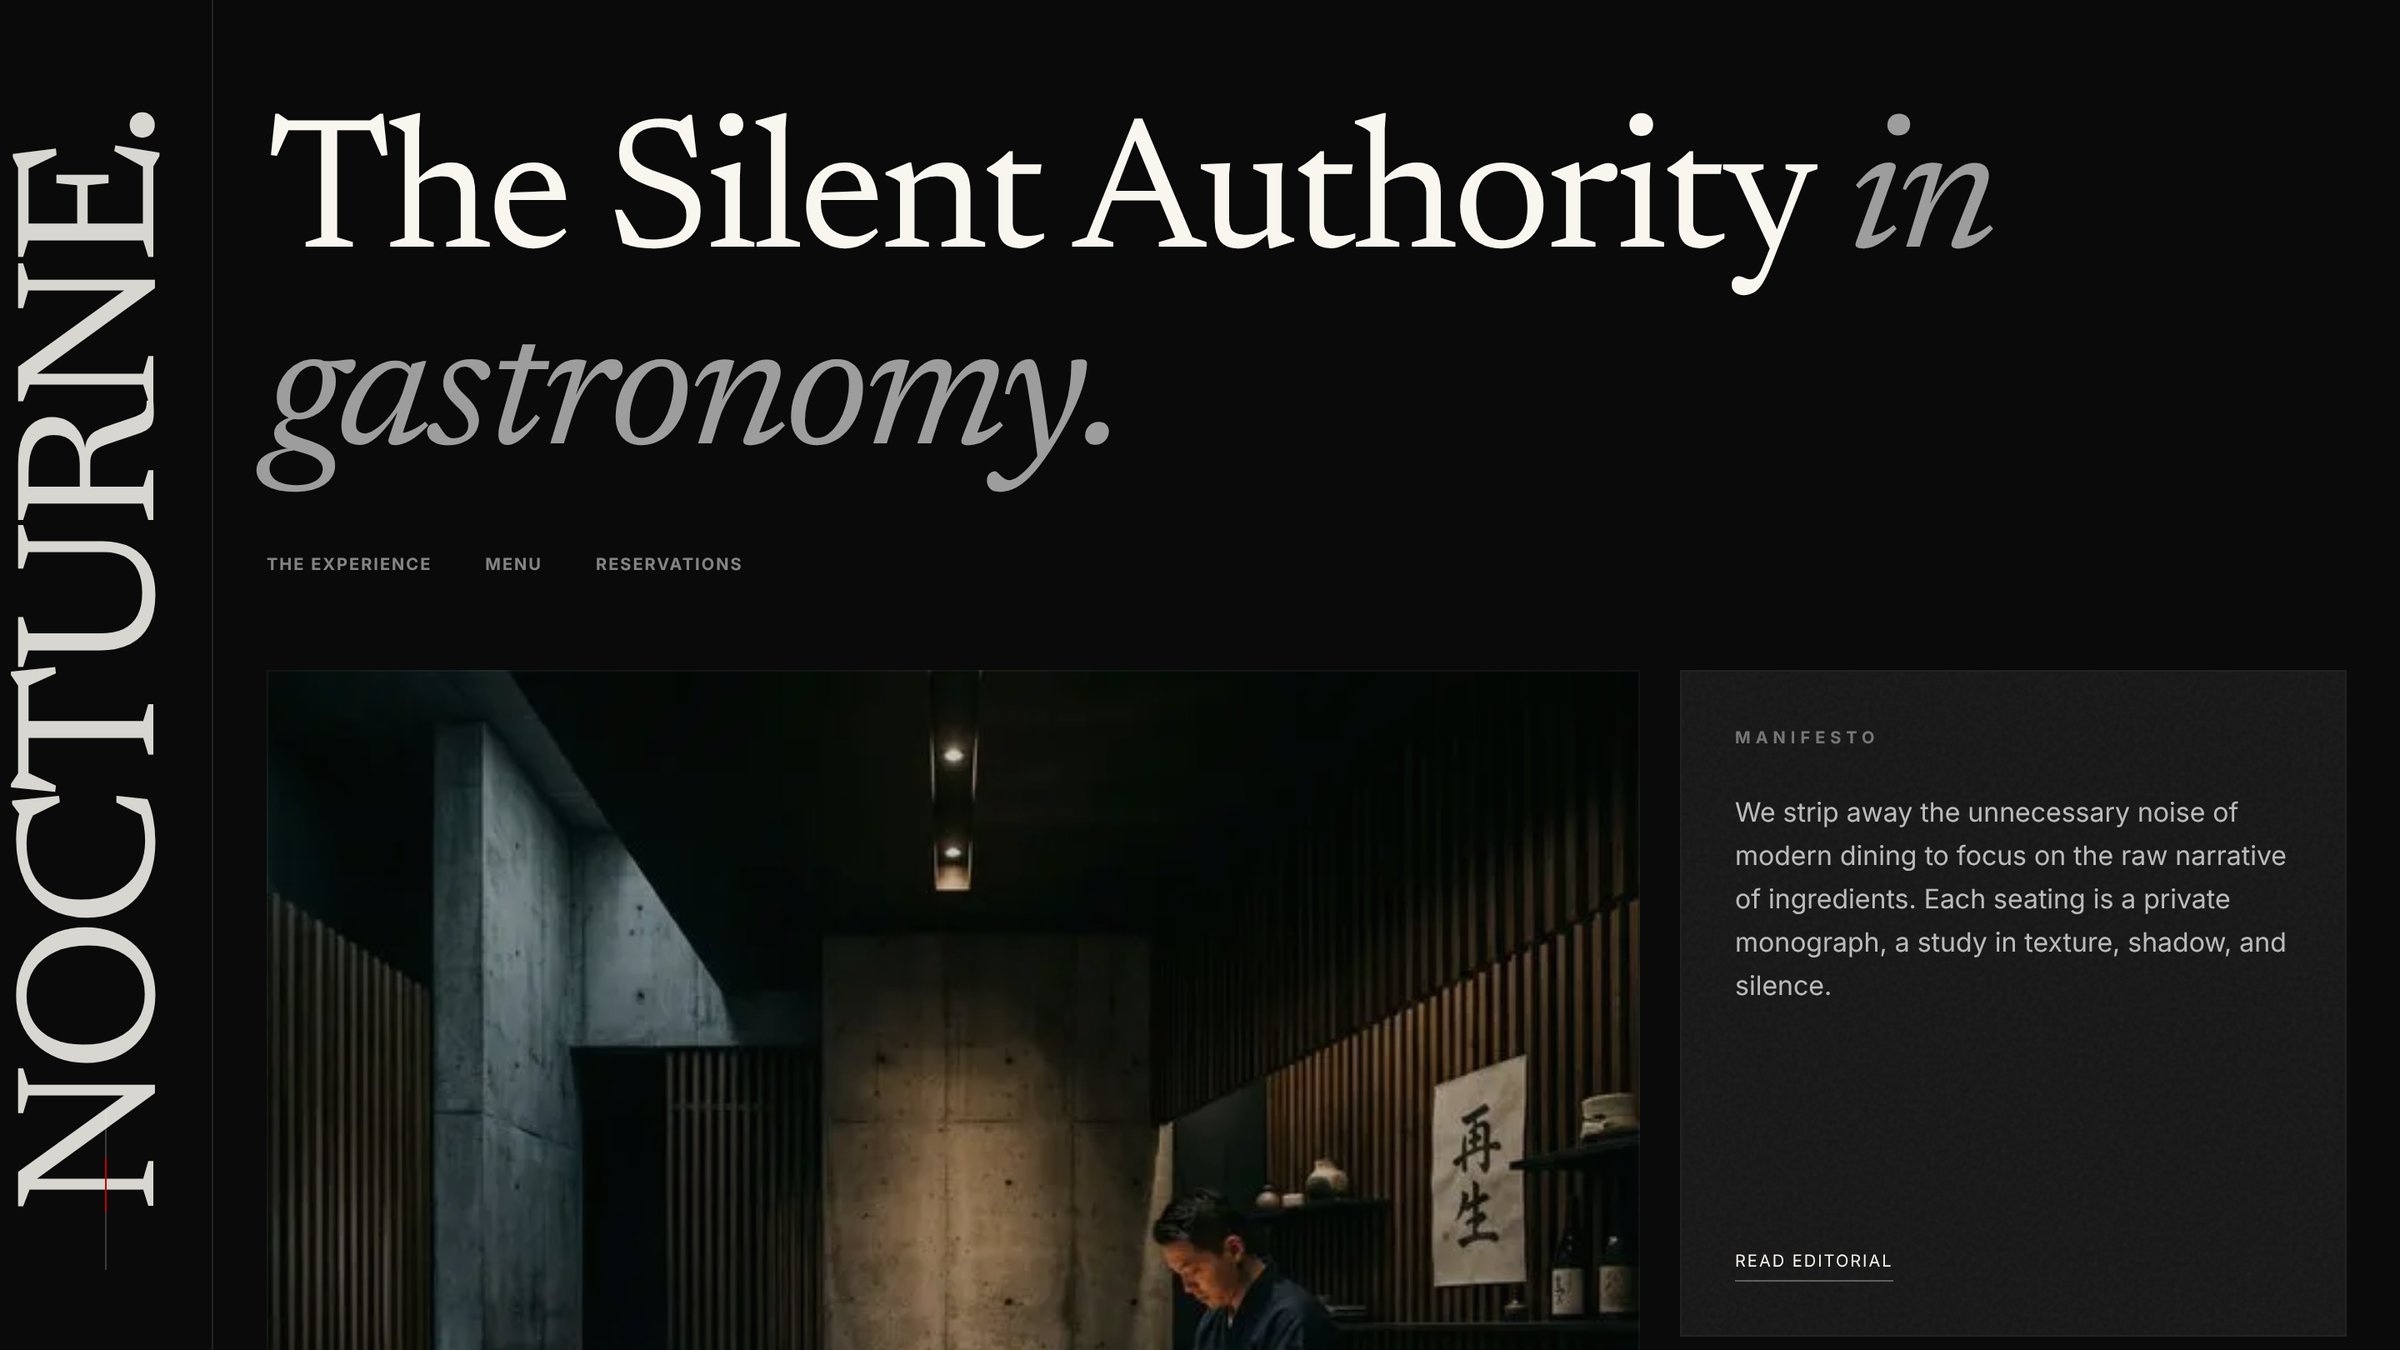 NOCTURNE.
The Silent Authority in
gastronomy.
THE EXPERIENCE
MENU
RESERVATIONS
再生
MANIFESTO
We strip away the unnecessary noise of
modern dining to focus on the raw narrative
of ingredients. Each seating is a private
monograph, a study in texture, shadow, and
silence.
READ EDITORIAL